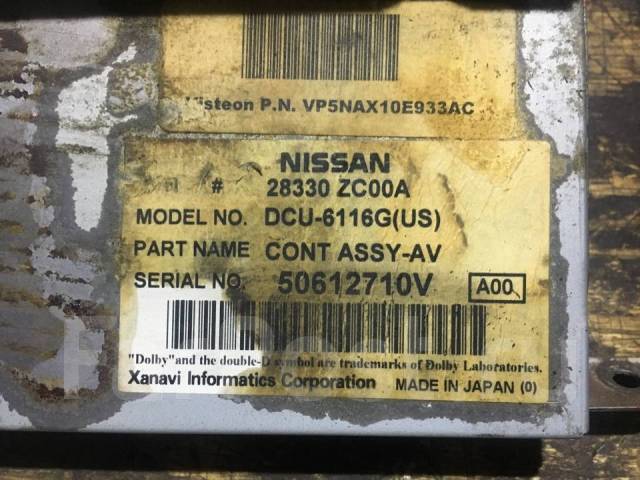 P.N. VP5NAX10E933AC
NISSAN
# 28330 ZC00A
MODEL NO. DCU-6116G(US)
PART NAME CONT ASSY-AV
SERIAL NO. 50612710V A00
"Dolby"and the double-D symbol are trademarks of Dolby Laboratories.
Xanavi Informatics Corporation MADE IN JAPAN (0)